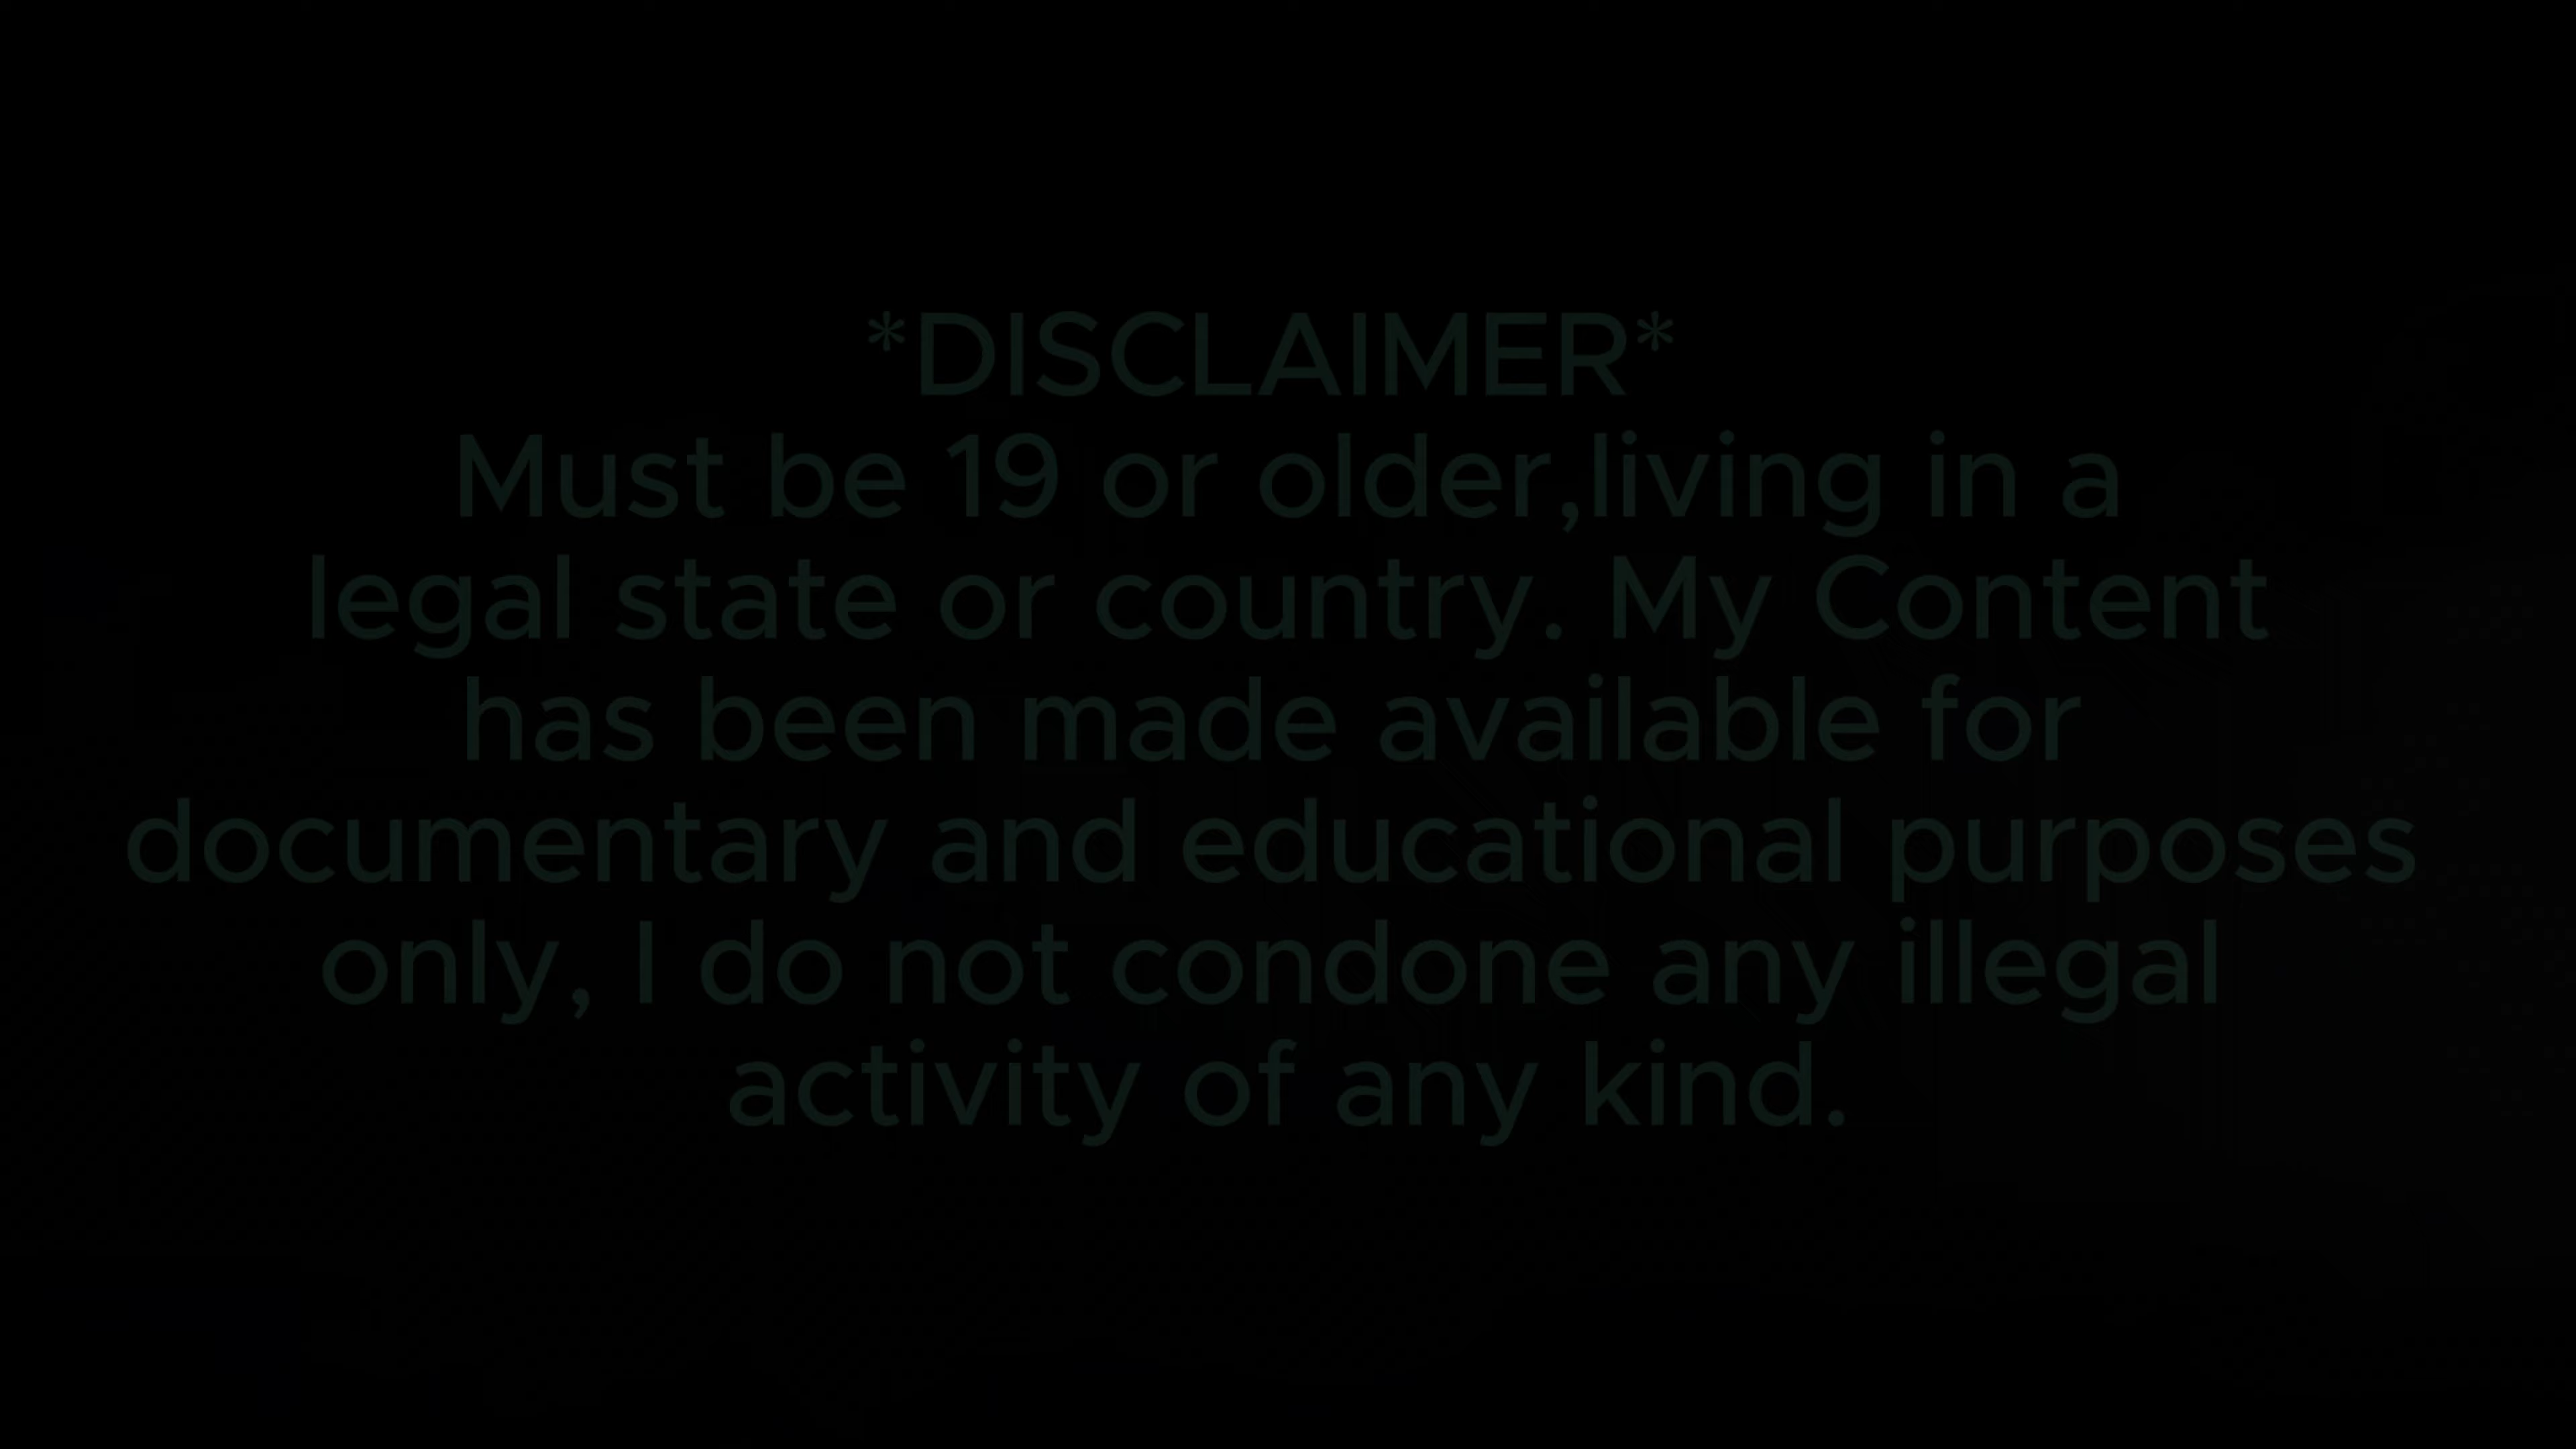 *DISCLAIMER*
Must be 19 or older,living in a
legal state or country. My Content
has been made available for
documentary and educational purposes
only, I do not condone any illegal
activity of any kind.